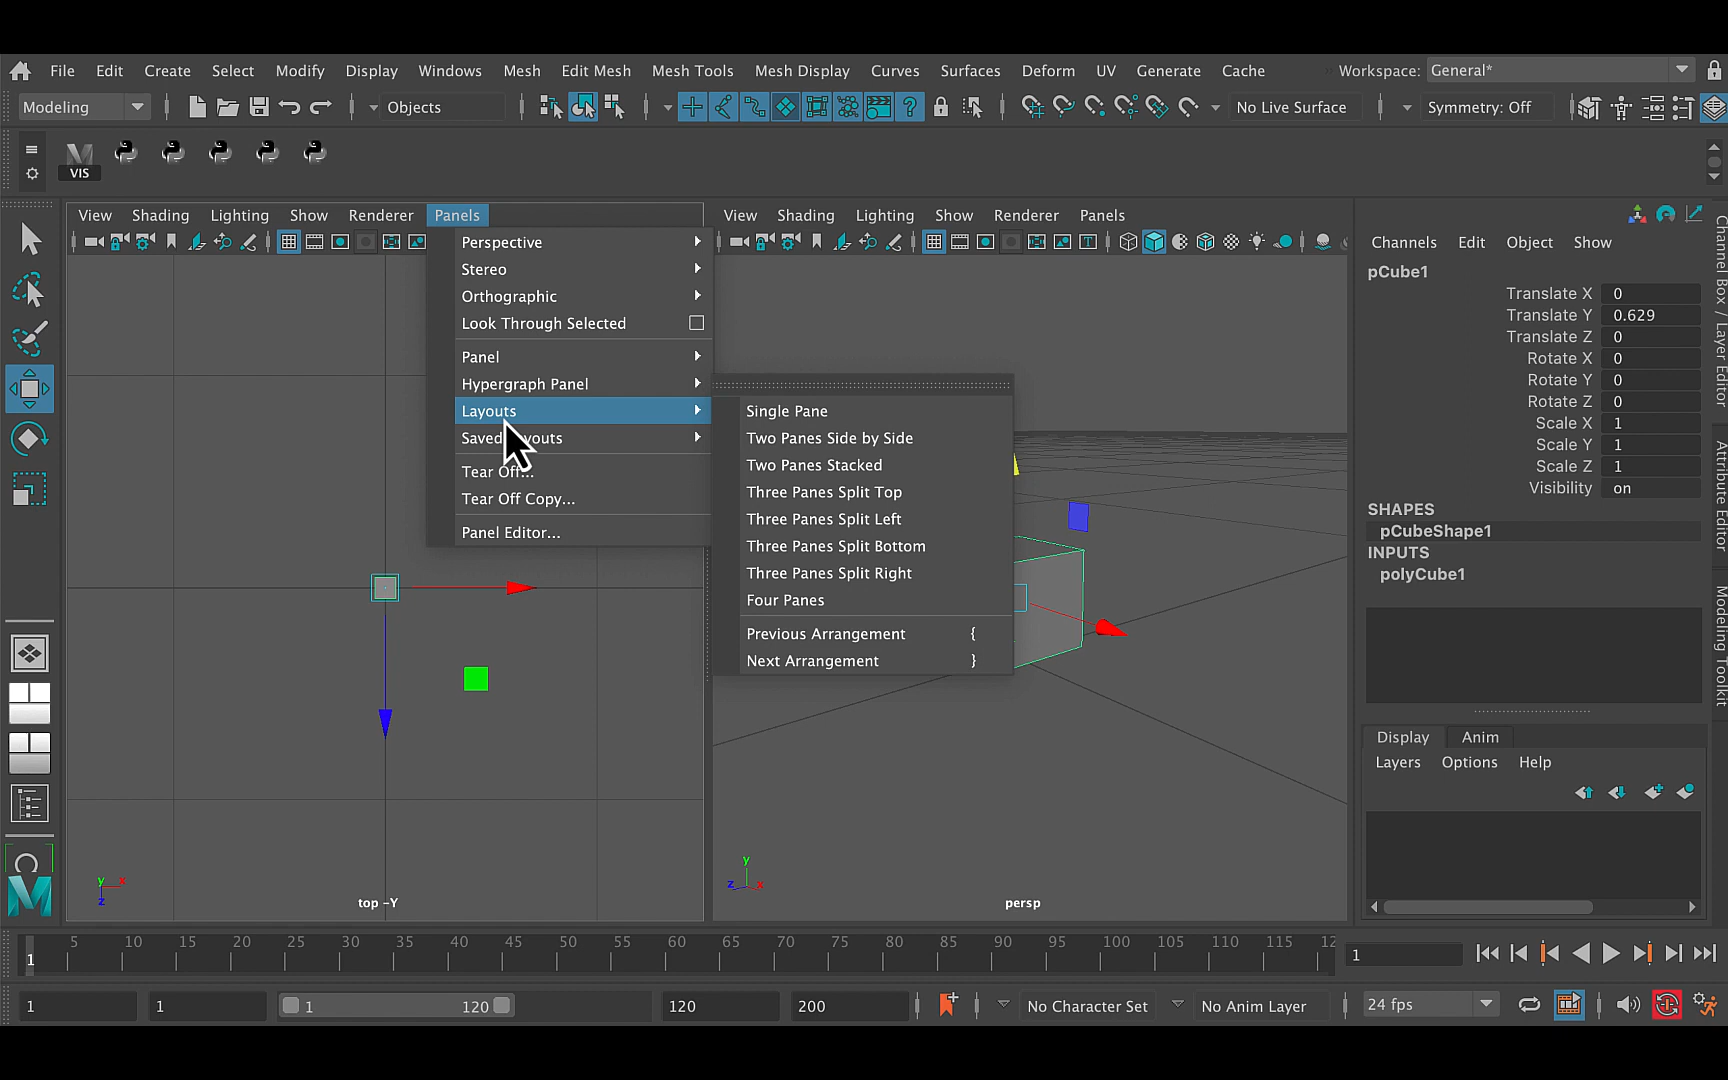 File Edit Create Select Modify Display Windows Mesh Edit Mesh Mesh Tools Mesh Display Curves Surfaces Deform UV Generate Cache Workspace: General*
Modeling Objects No Live Surface Symmetry: Off
VIS
View Shading Lighting Show Renderer Panels
Perspective
Stereo
Orthographic
Look Through Selected
Panel
Hypergraph Panel
Layouts
Tear Off...
Tear Off Copy...
Panel Editor...
Single Pane
Two Panes Side by Side
Two Panes Stacked
Three Panes Split Top
Three Panes Split Left
Three Panes Split Bottom
Three Panes Split Right
Four Panes
Previous Arrangement {
Next Arrangement }
y x
z
top -Y
View Shading Lighting Show Renderer Panels
y
z x
persp
Channels Edit Object Show
pCube1
Translate X 0
Translate Y 0.629
Translate Z 0
Rotate X 0
Rotate Y 0
Rotate Z 0
Scale X 1
Scale Y 1
Scale Z 1
Visibility on
SHAPES
pCubeShape1
INPUTS
polyCube1
Display Anim
Layers Options Help
Channel Box / Layer Editor
Attribute Editor
Modeling Toolkit
5 10 15 20 25 30 35 40 45 50 55 60 65 70 75 80 85 90 95 100 105 110 115 12
1 1
1 1 1 120 120 200 No Character Set No Anim Layer 24 fps